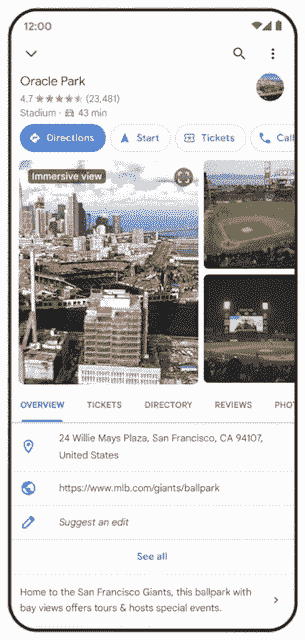 12:00
Oracle Park
4.7 ★★★★★ (23,481)
Stadium · 43 min
Directions
Start
Tickets
Call
Immersive view
OVERVIEW
TICKETS
DIRECTORY
REVIEWS
PHOT
24 Willie Mays Plaza, San Francisco, CA 94107,
United States
https://www.mlb.com/giants/ballpark
Suggest an edit
See all
Home to the San Francisco Giants, this ballpark with
bay views offers tours & hosts special events.